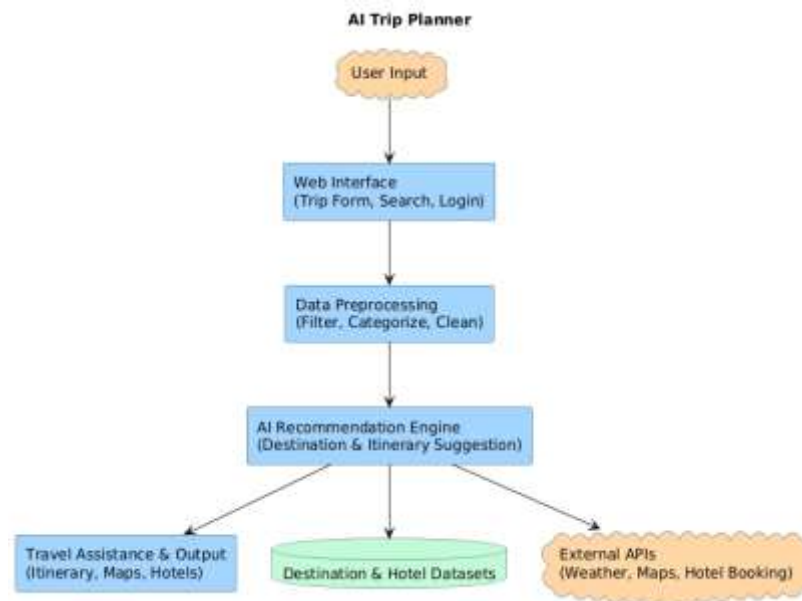 AI Trip Planner
User Input
Web Interface
(Trip Form, Search, Login)
Data Preprocessing
(Filter, Categorize, Clean)
AI Recommendation Engine
(Destination & Itinerary Suggestion)
Travel Assistance & Output
(Itinerary, Maps, Hotels)
Destination & Hotel Datasets
External APIs
(Weather, Maps, Hotel Booking)